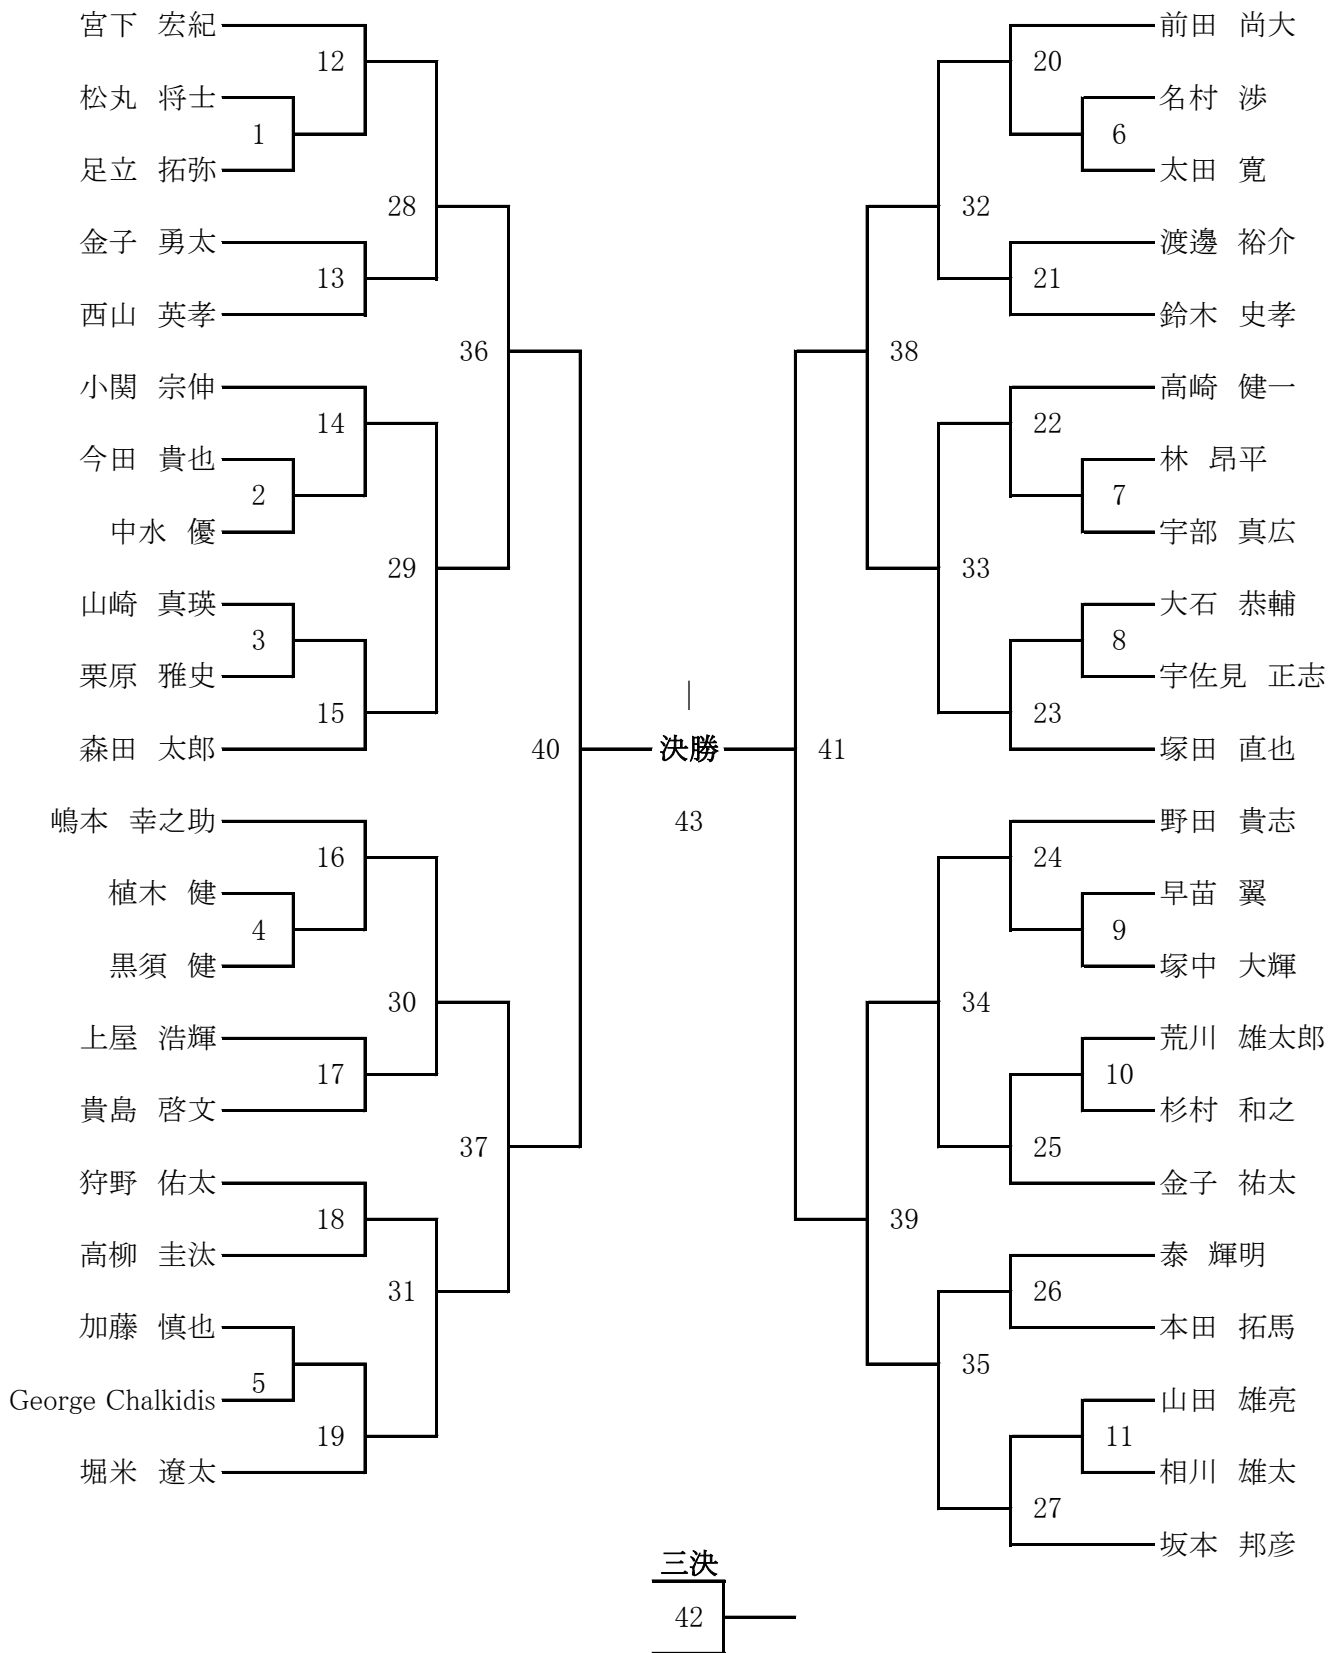 宮下 宏紀
12
松丸 将士
1
足立 拓弥
28
金子 勇太
13
西山 英孝
36
小関 宗伸
14
今田 貴也
2
中水 優
29
山崎 真瑛
3
栗原 雅史
15
森田 太郎
40
嶋本 幸之助
16
植木 健
4
黒須 健
30
上屋 浩輝
17
貴島 啓文
37
狩野 佑太
18
高柳 圭汰
31
加藤 慎也
5
George Chalkidis
19
堀米 遼太
|
決勝
43
前田 尚大
20
名村 渉
6
太田 寛
32
渡邊 裕介
21
鈴木 史孝
38
高崎 健一
22
林 昂平
7
宇部 真広
33
大石 恭輔
8
宇佐見 正志
23
塚田 直也
41
野田 貴志
24
早苗 翼
9
塚中 大輝
34
荒川 雄太郎
10
杉村 和之
25
金子 祐太
39
泰 輝明
26
本田 拓馬
35
山田 雄亮
11
相川 雄太
27
坂本 邦彦
三決
42